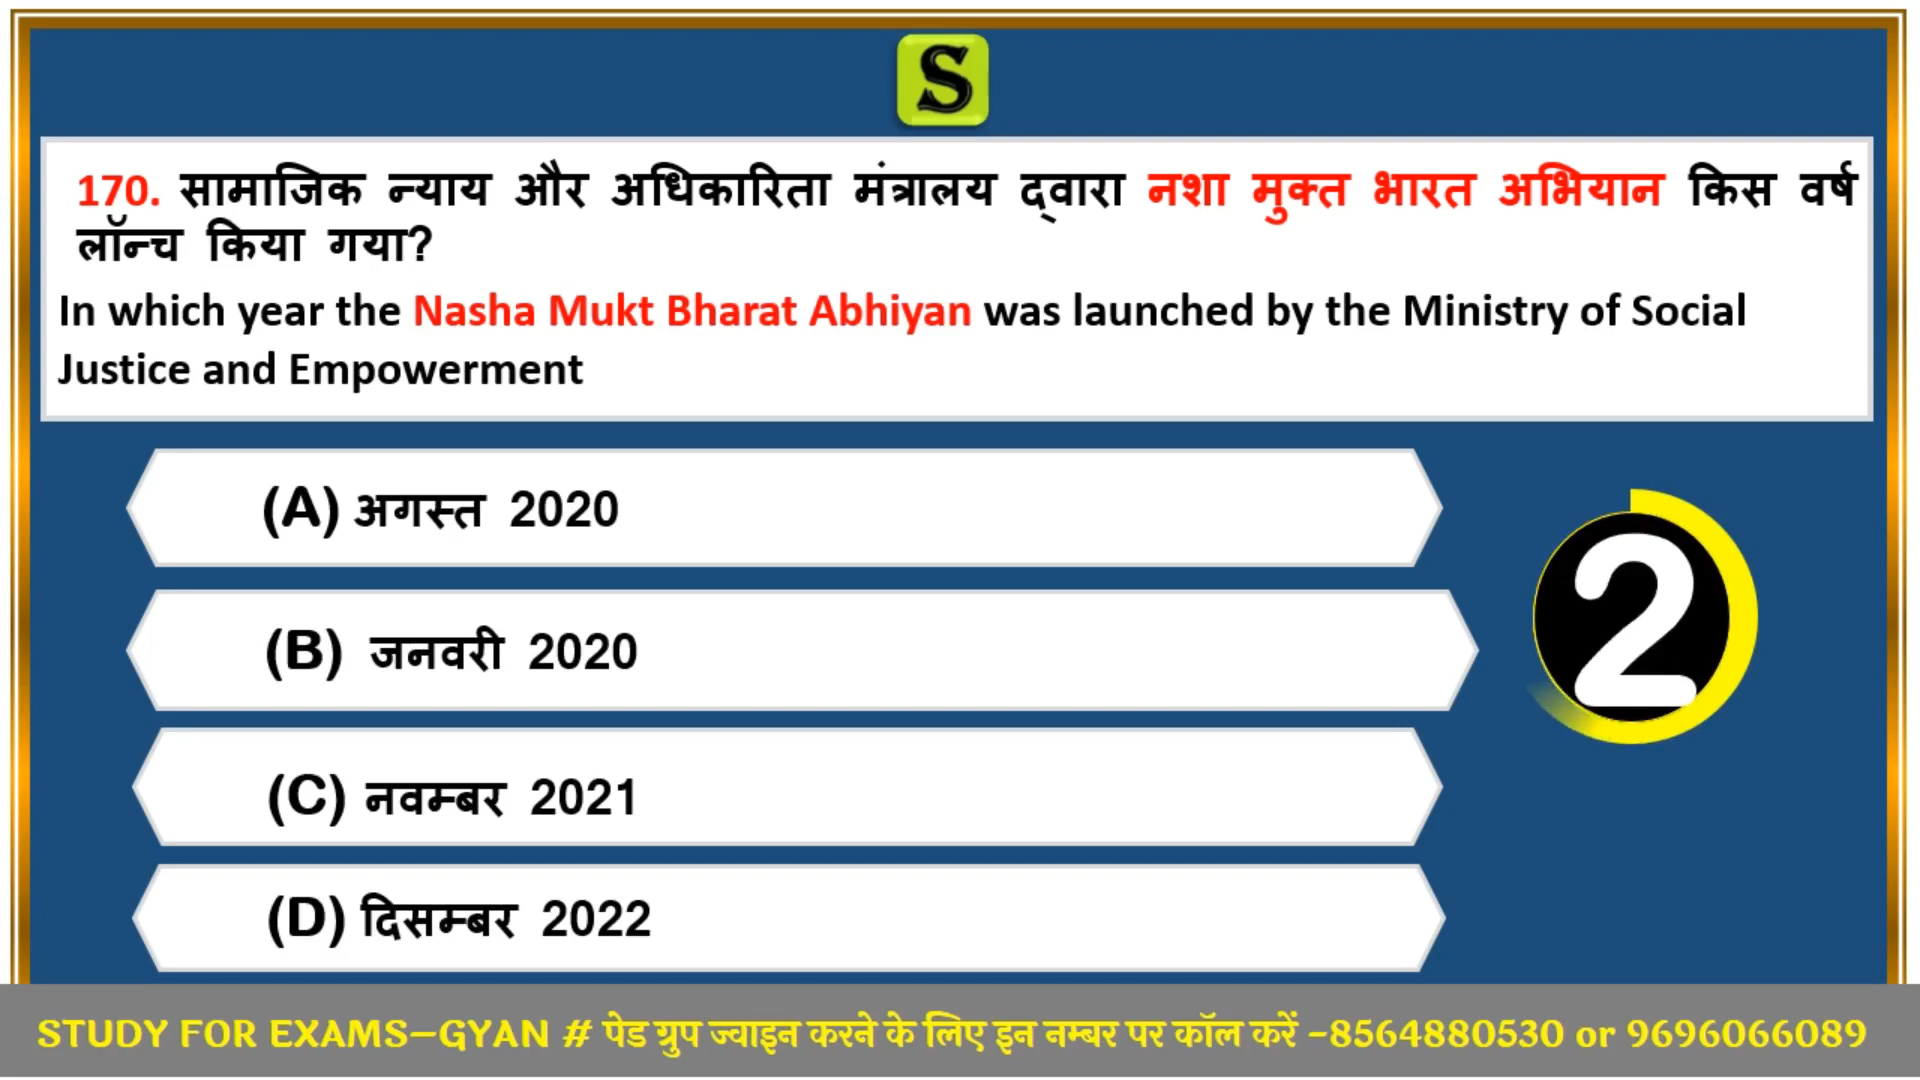 S
170. सामाजिक न्याय और अधिकारिता मंत्रालय द्वारा नशा मुक्त भारत अभियान किस वर्ष
लॉन्च किया गया?
In which year the Nasha Mukt Bharat Abhiyan was launched by the Ministry of Social
Justice and Empowerment
(A) अगस्त 2020
(B) जनवरी 2020
2
(C) नवम्बर 2021
(D) दिसम्बर 2022
STUDY FOR EXAMS–GYAN # पेड ग्रुप ज्वाइन करने के लिए इन नम्बर पर कॉल करें -8564880530 or 9696066089